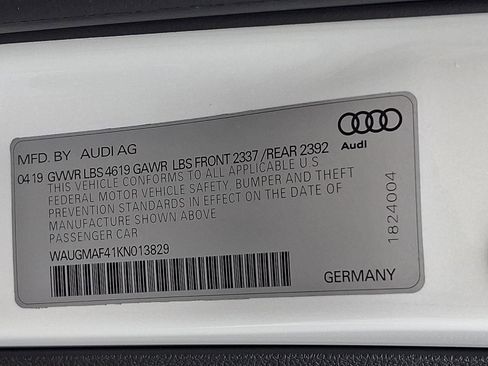 Audi
MFD. BY AUDI AG
04 19 GVWR LBS 4619 GAWR LBS FRONT 2337 / REAR 2392
THIS VEHICLE CONFORMS TO ALL APPLICABLE U S
FEDERAL MOTOR VEHICLE SAFETY, BUMPER AND THEFT
PREVENTION STANDARDS IN EFFECT ON THE DATE OF
MANUFACTURING SHOWN ABOVE
PASSENGER CAR
WAUGMAF41KN013829
GERMANY
1824004